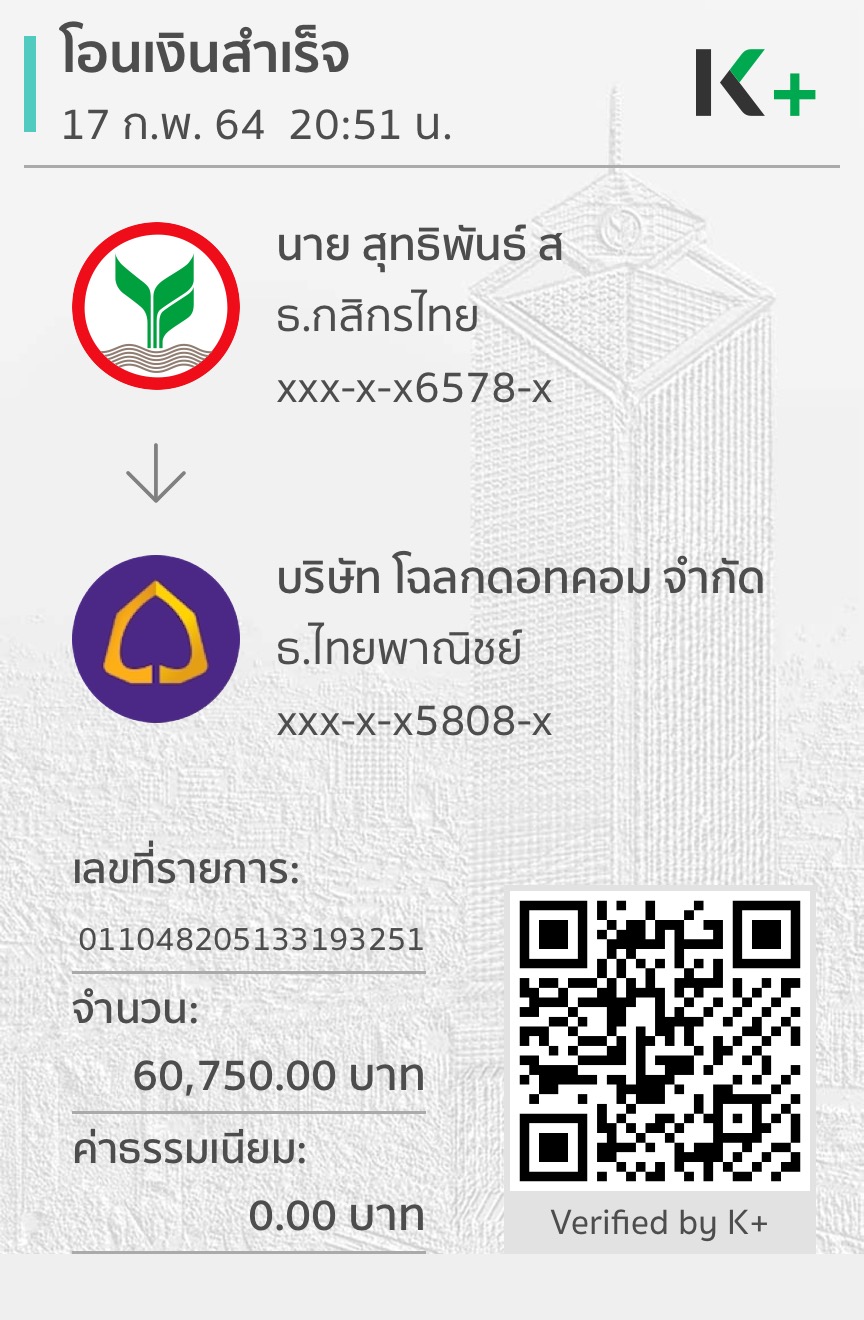 โอนเงินสำเร็จ
17 ก.พ. 64 20:51 น.
K+
นาย สุทธิพันธ์ ส
ธ.กสิกรไทย
xxx-x-x6578-x
บริษัท โฉลกดอทคอม จำกัด
ธ.ไทยพาณิชย์
xxx-x-x5808-x
เลขที่รายการ:
011048205133193251
จำนวน:
60,750.00 บาท
ค่าธรรมเนียม:
0.00 บาท
Verified by K+